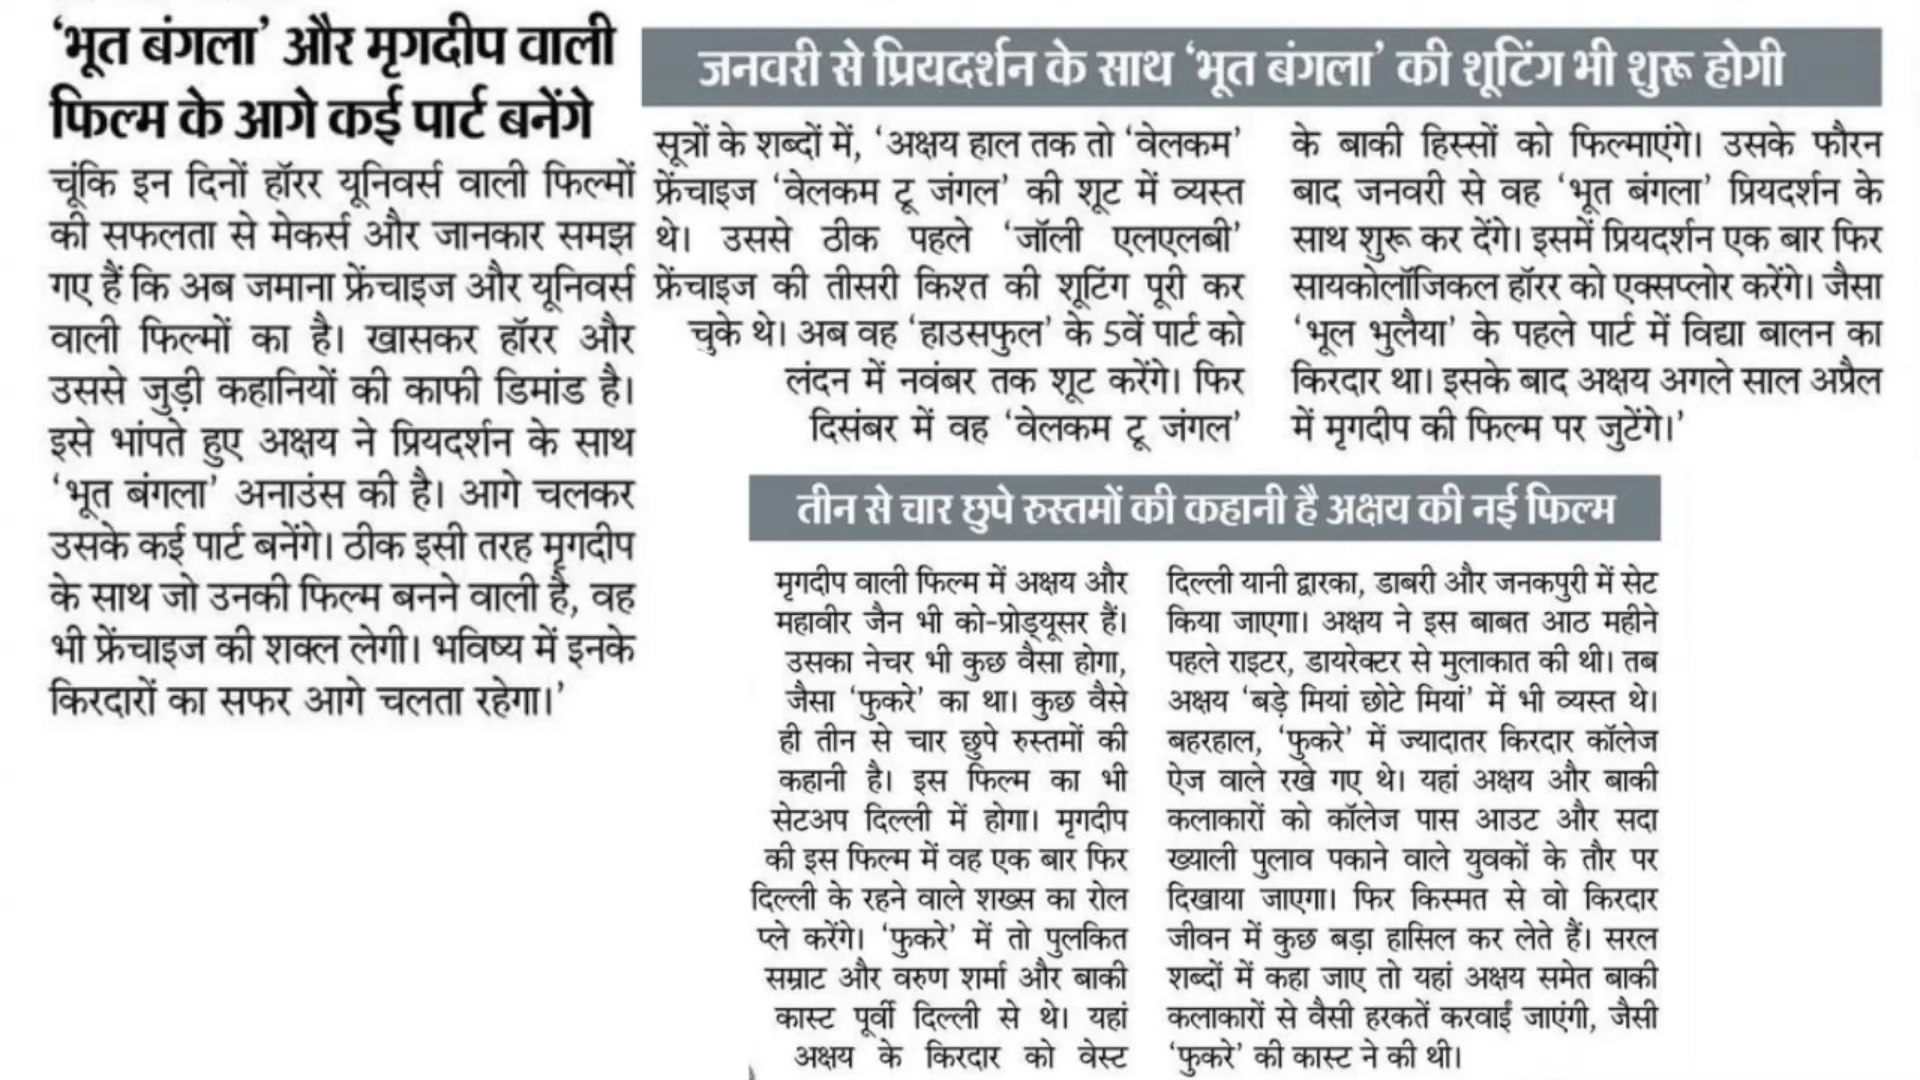 ‘भूत बंगला’ और मृगदीप वाली
फिल्म के आगे कई पार्ट बनेंगे
चूंकि इन दिनों हॉरर यूनिवर्स वाली फिल्मों
की सफलता से मेकर्स और जानकार समझ
गए हैं कि अब जमाना फ्रेंचाइज और यूनिवर्स
वाली फिल्मों का है। खासकर हॉरर और
उससे जुड़ी कहानियों की काफी डिमांड है।
इसे भांपते हुए अक्षय ने प्रियदर्शन के साथ
‘भूत बंगला’ अनाउंस की है। आगे चलकर
उसके कई पार्ट बनेंगे। ठीक इसी तरह मृगदीप
के साथ जो उनकी फिल्म बनने वाली है, वह
भी फ्रेंचाइज की शक्ल लेगी। भविष्य में इनके
किरदारों का सफर आगे चलता रहेगा।’
जनवरी से प्रियदर्शन के साथ ‘भूत बंगला’ की शूटिंग भी शुरू होगी
सूत्रों के शब्दों में, ‘अक्षय हाल तक तो ‘वेलकम’
फ्रेंचाइज ‘वेलकम टू जंगल’ की शूट में व्यस्त
थे। उससे ठीक पहले ‘जॉली एलएलबी’
फ्रेंचाइज की तीसरी किश्त की शूटिंग पूरी कर
चुके थे। अब वह ‘हाउसफुल’ के 5वें पार्ट को
लंदन में नवंबर तक शूट करेंगे। फिर
दिसंबर में वह ‘वेलकम टू जंगल’
के बाकी हिस्सों को फिल्माएंगे। उसके फौरन
बाद जनवरी से वह ‘भूत बंगला’ प्रियदर्शन के
साथ शुरू कर देंगे। इसमें प्रियदर्शन एक बार फिर
सायकोलॉजिकल हॉरर को एक्सप्लोर करेंगे। जैसा
‘भूल भुलैया’ के पहले पार्ट में विद्या बालन का
किरदार था। इसके बाद अक्षय अगले साल अप्रैल
में मृगदीप की फिल्म पर जुटेंगे।’
तीन से चार छुपे रुस्तमों की कहानी है अक्षय की नई फिल्म
मृगदीप वाली फिल्म में अक्षय और
महावीर जैन भी को-प्रोड्यूसर हैं।
उसका नेचर भी कुछ वैसा होगा,
जैसा ‘फुकरे’ का था। कुछ वैसे
ही तीन से चार छुपे रुस्तमों की
कहानी है। इस फिल्म का भी
सेटअप दिल्ली में होगा। मृगदीप
की इस फिल्म में वह एक बार फिर
दिल्ली के रहने वाले शख्स का रोल
प्ले करेंगे। ‘फुकरे’ में तो पुलकित
सम्राट और वरुण शर्मा और बाकी
कास्ट पूर्वी दिल्ली से थे। यहां
अक्षय के किरदार को वेस्ट
दिल्ली यानी द्वारका, डाबरी और जनकपुरी में सेट
किया जाएगा। अक्षय ने इस बाबत आठ महीने
पहले राइटर, डायरेक्टर से मुलाकात की थी। तब
अक्षय ‘बड़े मियां छोटे मियां’ में भी व्यस्त थे।
बहरहाल, ‘फुकरे’ में ज्यादातर किरदार कॉलेज
ऐज वाले रखे गए थे। यहां अक्षय और बाकी
कलाकारों को कॉलेज पास आउट और सदा
ख्याली पुलाव पकाने वाले युवकों के तौर पर
दिखाया जाएगा। फिर किस्मत से वो किरदार
जीवन में कुछ बड़ा हासिल कर लेते हैं। सरल
शब्दों में कहा जाए तो यहां अक्षय समेत बाकी
कलाकारों से वैसी हरकतें करवाईं जाएंगी, जैसी
‘फुकरे’ की कास्ट ने की थी।